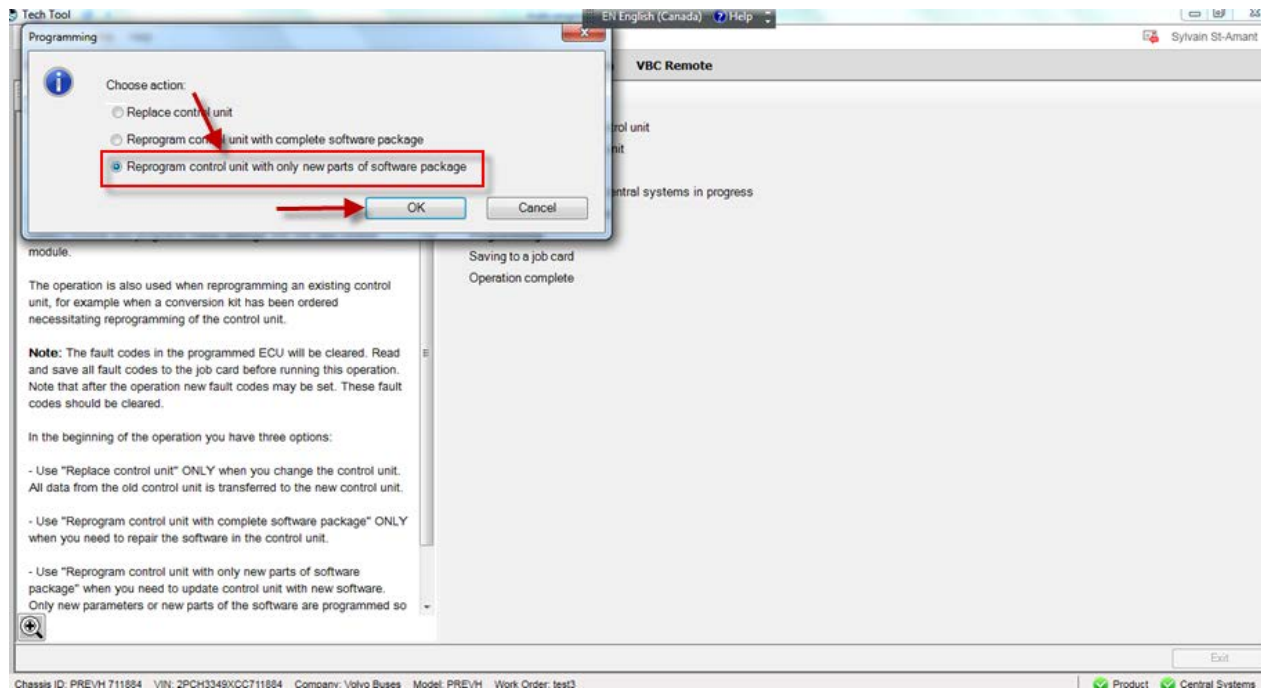 Tech Tool
EN English (Canada) Help
Programming
Sylvain St-Amant
VBC Remote
Choose action:
Replace control unit
Reprogram control unit with complete software package
Reprogram control unit with only new parts of software package
OK Cancel
rol unit
nit
entral systems in progress
module.
Saving to a job card
Operation complete
The operation is also used when reprogramming an existing control
unit, for example when a conversion kit has been ordered
necessitating reprogramming of the control unit.
Note: The fault codes in the programmed ECU will be cleared. Read
and save all fault codes to the job card before running this operation.
Note that after the operation new fault codes may be set. These fault
codes should be cleared.
In the beginning of the operation you have three options:
- Use "Replace control unit" ONLY when you change the control unit.
All data from the old control unit is transferred to the new control unit.
- Use "Reprogram control unit with complete software package" ONLY
when you need to repair the software in the control unit.
- Use "Reprogram control unit with only new parts of software
package" when you need to update control unit with new software.
Only new parameters or new parts of the software are programmed so
Exit
Chassis ID: PREVH 711884 VIN: 2PCH3349XCC711884 Company: Volvo Buses Model: PREVH Work Order: test3
Product Central Systems